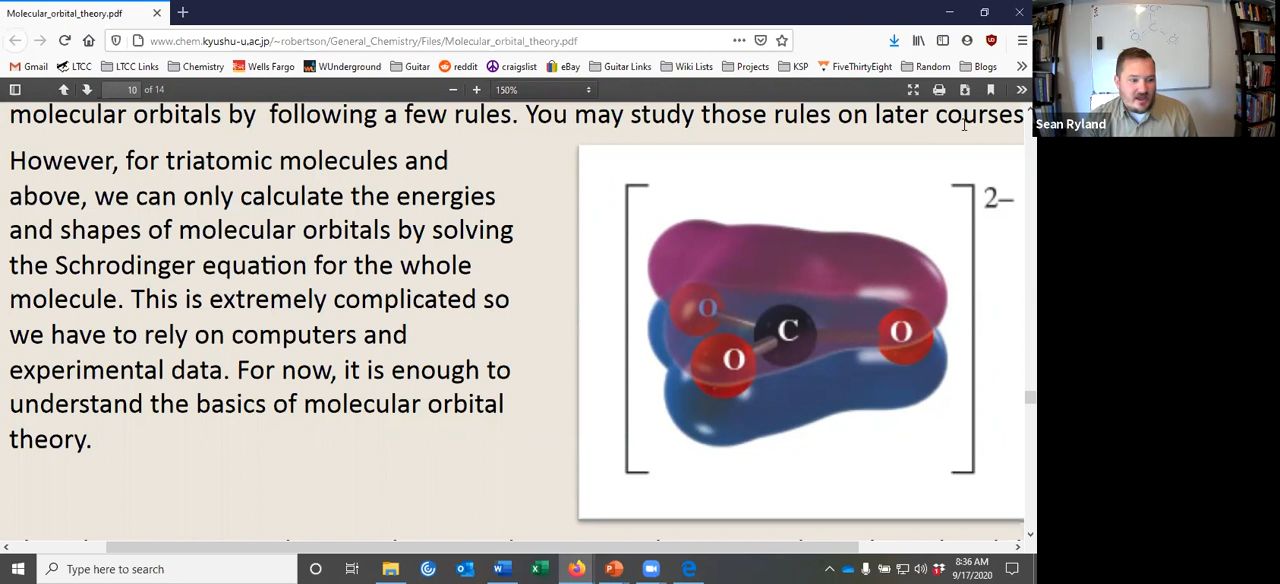 Molecular_orbital_theory.pdf
www.chem.kyushu-u.ac.jp/~robertson/General_Chemistry/Files/Molecular_orbital_theory.pdf
Gmail LTCC LTCC Links Chemistry Wells Fargo WUnderground Guitar reddit craigslist eBay Guitar Links Wiki Lists Projects KSP FiveThirtyEight Random Blogs
10 of 14 150%
molecular orbitals by following a few rules. You may study those rules on later courses
Sean Ryland
However, for triatomic molecules and
above, we can only calculate the energies
and shapes of molecular orbitals by solving
the Schrodinger equation for the whole
molecule. This is extremely complicated so
we have to rely on computers and
experimental data. For now, it is enough to
understand the basics of molecular orbital
theory.
2–
O
C
O
O
Type here to search
8:36 AM
9/17/2020